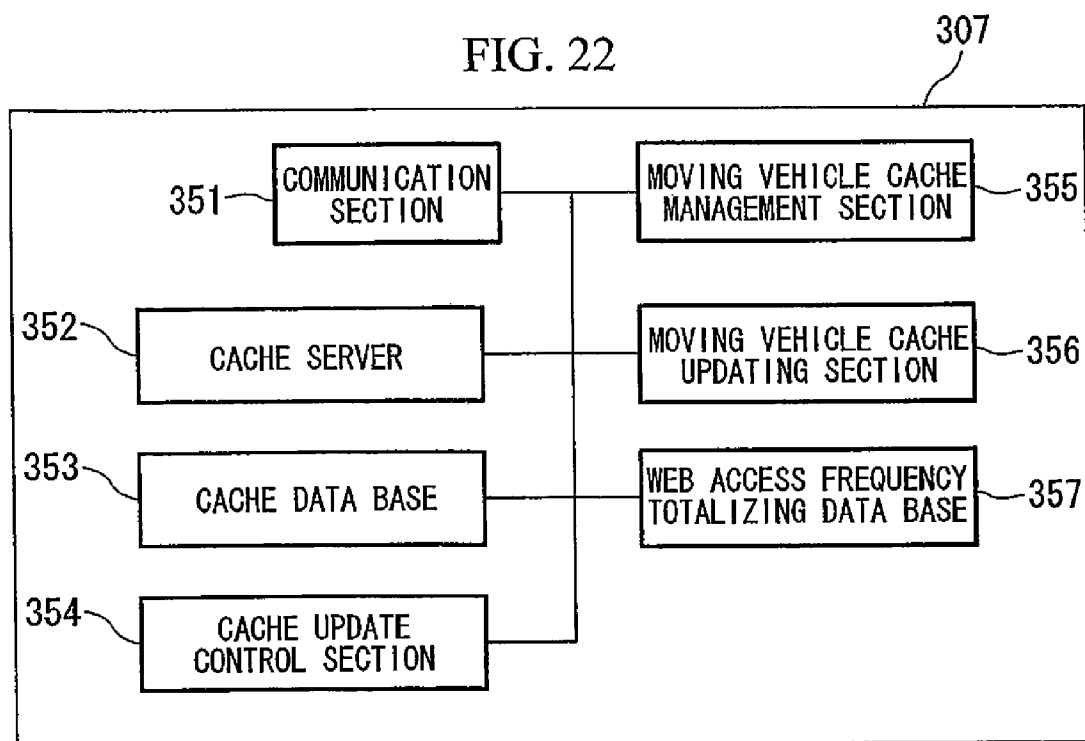 FIG. 22
307
351
COMMUNICATION
SECTION
MOVING VEHICLE CACHE
MANAGEMENT SECTION
355
352
CACHE SERVER
MOVING VEHICLE CACHE
UPDATING SECTION
356
353
CACHE DATA BASE
WEB ACCESS FREQUENCY
TOTALIZING DATA BASE
357
354
CACHE UPDATE
CONTROL SECTION